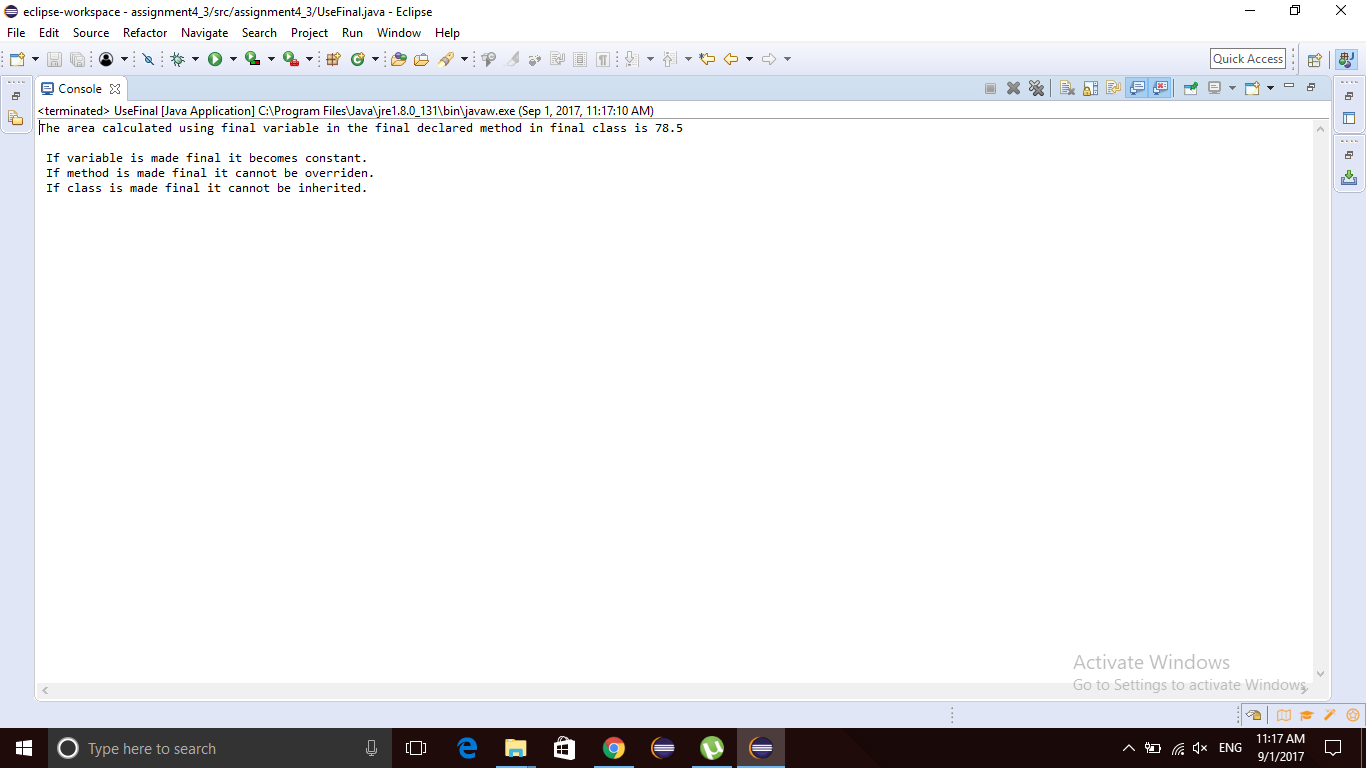 eclipse-workspace - assignment4_3/src/assignment4_3/UseFinal.java - Eclipse
File Edit Source Refactor Navigate Search Project Run Window Help
Quick Access
Console
<terminated> UseFinal [Java Application] C:\Program Files\Java\jre1.8.0_131\bin\javaw.exe (Sep 1, 2017, 11:17:10 AM)
The area calculated using final variable in the final declared method in final class is 78.5
If variable is made final it becomes constant.
If method is made final it cannot be overriden.
If class is made final it cannot be inherited.
Activate Windows
Go to Settings to activate Windows.
Type here to search
ENG
11:17 AM
9/1/2017